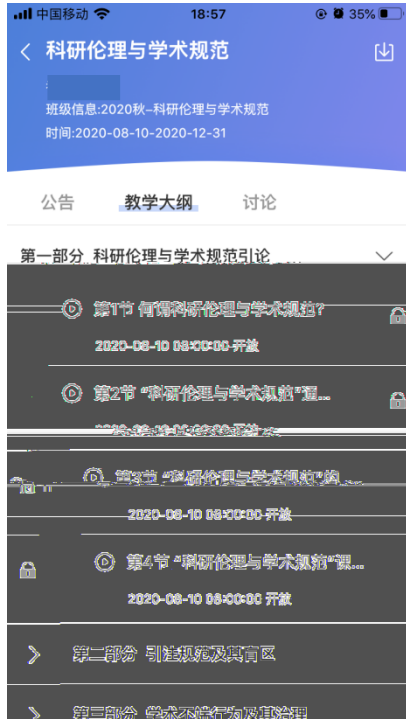 中国移动 18:57 35%
科研伦理与学术规范
班级信息:2020秋-科研伦理与学术规范
时间:2020-08-10-2020-12-31
公告 教学大纲 讨论
第一部分 科研伦理与学术规范引论
第1节 何谓科研伦理与学术规范?
2020-08-10 08:00:00 开放
第2节 “科研伦理与学术规范”课...
第3节 “科研伦理与学术规范”的...
2020-08-10 08:00:00 开放
第4节 “科研伦理与学术规范”课...
2020-08-10 08:00:00 开放
第二部分 引注规范及其盲区
第三部分 学术不端行为及其治理